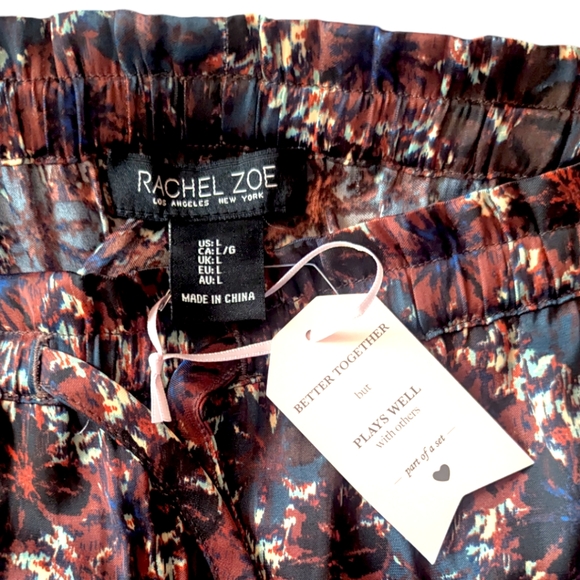 RACHEL ZOE
LOS ANGELES NEW YORK
US: L
CA: L/G
UK: L
EU: L
AU: L
MADE IN CHINA
BETTER TOGETHER
but
PLAYS WELL
with others
part of a set